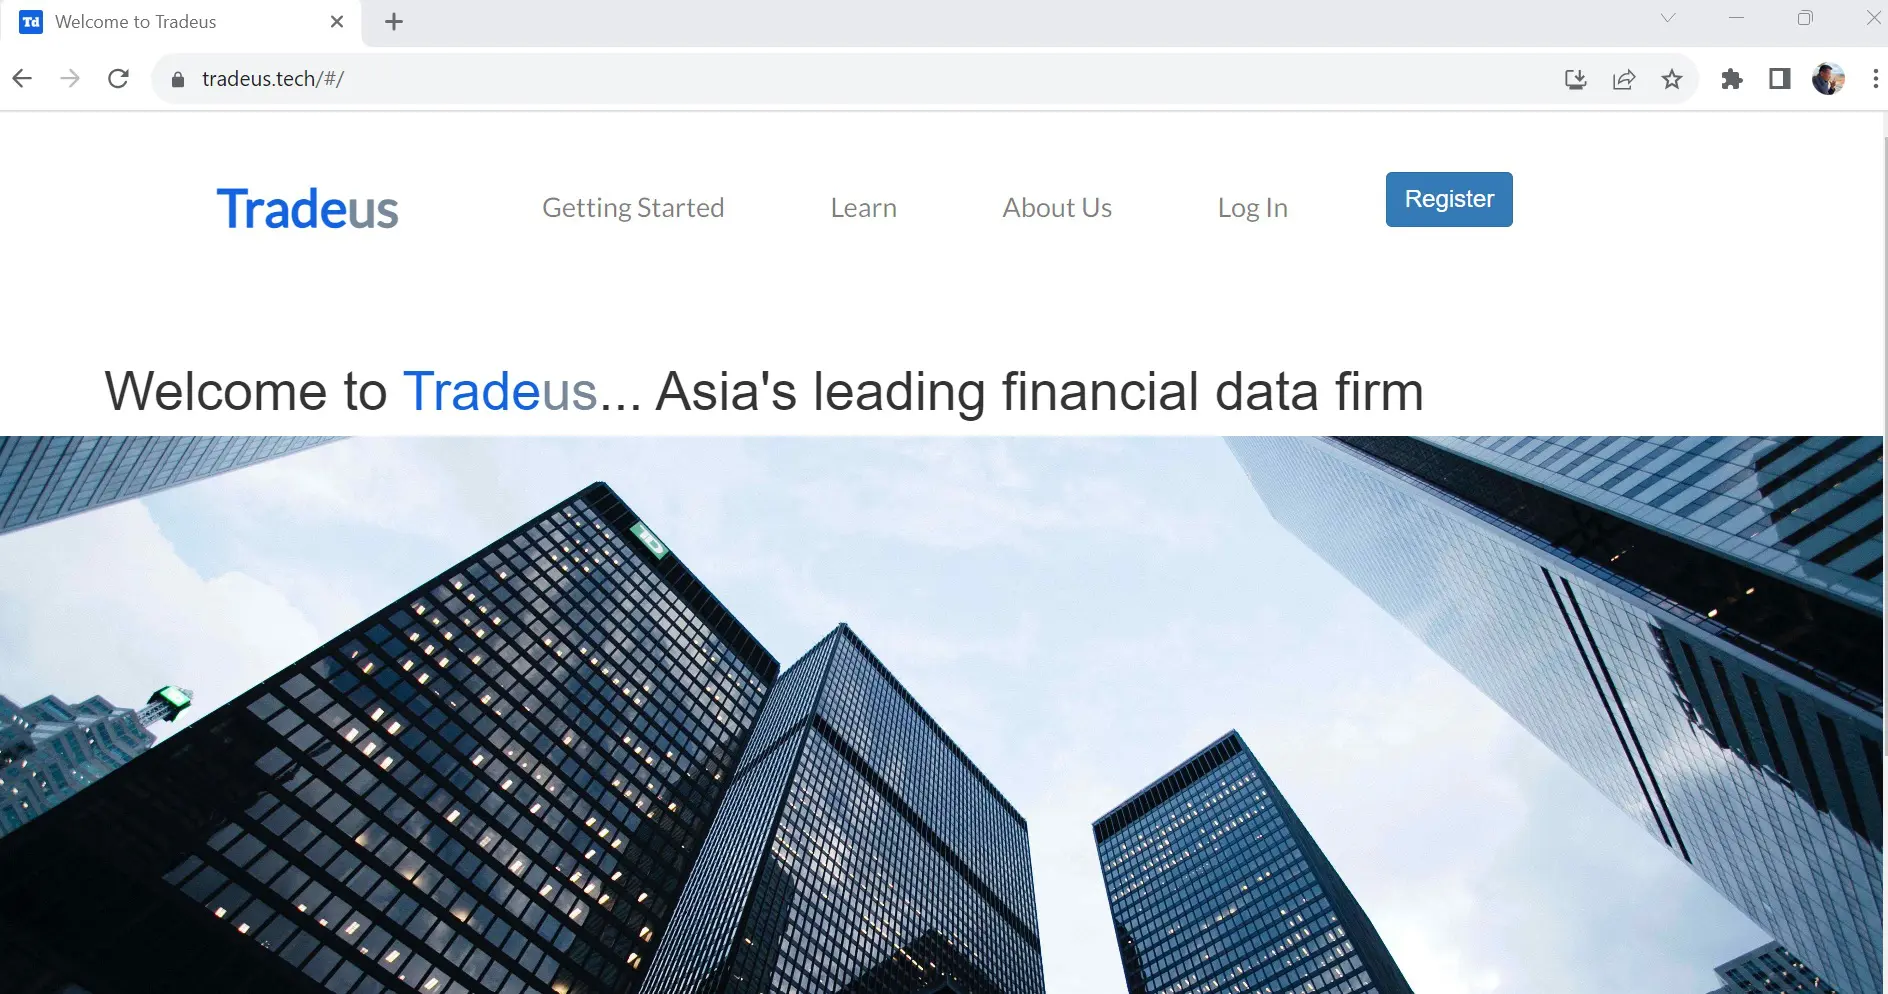 Td Welcome to Tradeus
tradeus.tech/#/
Tradeus
Getting Started
Learn
About Us
Log In
Register
Welcome to Tradeus... Asia's leading financial data firm
TD